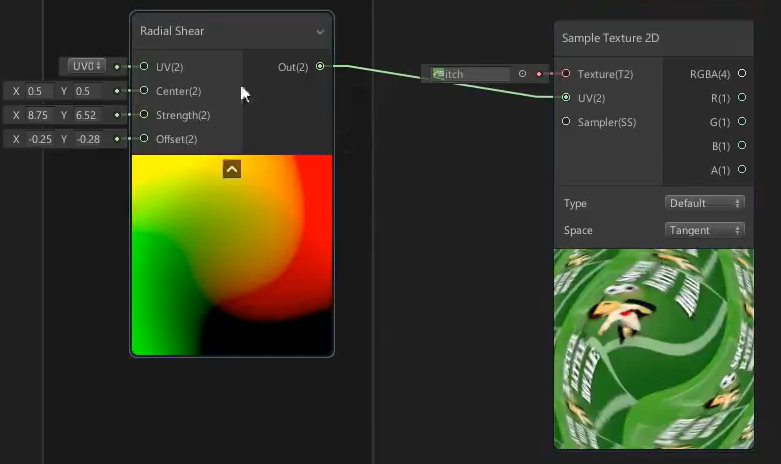 Radial Shear
UV0 UV(2) Out(2)
X 0.5 Y 0.5 Center(2)
X 8.75 Y 6.52 Strength(2)
X -0.25 Y -0.28 Offset(2)
itch
Sample Texture 2D
Texture(T2) RGBA(4)
UV(2) R(1)
Sampler(SS) G(1)
B(1)
A(1)
Type Default
Space Tangent